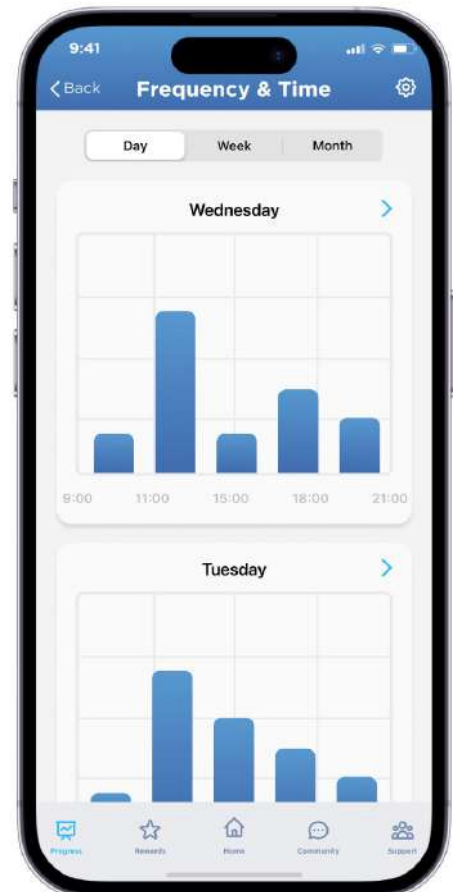 9:41
Back Frequency & Time
Day Week Month
Wednesday
9:00 11:00 15:00 18:00 21:00
Tuesday
Progress Rewards Home Community Support